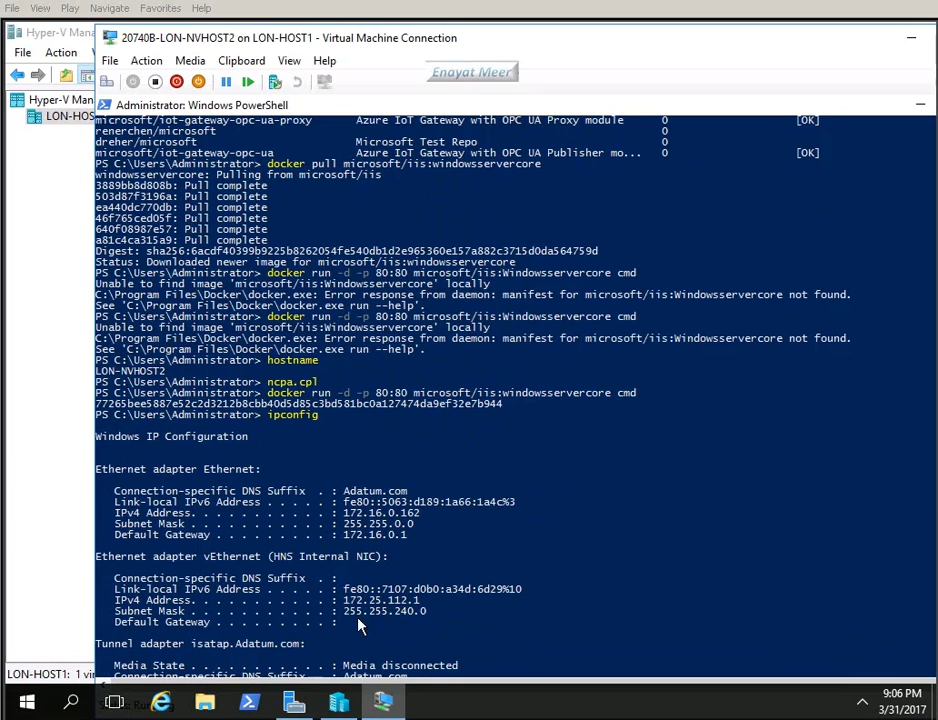 File View Play Navigate Favorites Help
Hyper-V Mana
20740B-LON-NVHOST2 on LON-HOST1 - Virtual Machine Connection
File Action
File Action Media Clipboard View Help
Enayat Meer
Hyper-V Man
LON-HOS
Administrator: Windows PowerShell
microsoft/iot-gateway-opc-ua-proxy Azure IoT Gateway with OPC UA Proxy module 0 [OK]
renerchen/microsoft 0
dreher/microsoft Microsoft Test Repo 0
microsoft/iot-gateway-opc-ua Azure IoT Gateway with OPC UA Publisher mo... 0 [OK]
PS C:\Users\Administrator> docker pull microsoft/iis:windowsservercore
windowsservercore: Pulling from microsoft/iis
3889bb8d808b: Pull complete
503d87f3196a: Pull complete
ea440dc770db: Pull complete
46f765ced05f: Pull complete
640f08987e57: Pull complete
a81c4ca315a9: Pull complete
Digest: sha256:6acdf40399b9225b8262054fe540db1d2e965360e157a882c3715d0da564759d
Status: Downloaded newer image for microsoft/iis:windowsservercore
PS C:\Users\Administrator> docker run -d -p 80:80 microsoft/iis:Windowsservercore cmd
Unable to find image 'microsoft/iis:Windowsservercore' locally
C:\Program Files\Docker\docker.exe: Error response from daemon: manifest for microsoft/iis:Windowsservercore not found.
See 'C:\Program Files\Docker\docker.exe run --help'.
PS C:\Users\Administrator> docker run -d -p 80:80 microsoft/iis:Windowsservercore cmd
Unable to find image 'microsoft/iis:Windowsservercore' locally
C:\Program Files\Docker\docker.exe: Error response from daemon: manifest for microsoft/iis:Windowsservercore not found.
See 'C:\Program Files\Docker\docker.exe run --help'.
PS C:\Users\Administrator> hostname
LON-NVHOST2
PS C:\Users\Administrator> ncpa.cpl
PS C:\Users\Administrator> docker run -d -p 80:80 microsoft/iis:windowsservercore cmd
77265bee5887e52c2d3212b8cbb40d5d85c3bd581bc0a127474da9ef32e7b944
PS C:\Users\Administrator> ipconfig
Windows IP Configuration
Ethernet adapter Ethernet:
Connection-specific DNS Suffix . : Adatum.com
Link-local IPv6 Address . . . . . : fe80::5063:d189:1a66:1a4c%3
IPv4 Address. . . . . . . . . . . : 172.16.0.162
Subnet Mask . . . . . . . . . . . : 255.255.0.0
Default Gateway . . . . . . . . . : 172.16.0.1
Ethernet adapter vEthernet (HNS Internal NIC):
Connection-specific DNS Suffix . :
Link-local IPv6 Address . . . . . : fe80::7107:d0b0:a34d:6d29%10
IPv4 Address. . . . . . . . . . . : 172.25.112.1
Subnet Mask . . . . . . . . . . . : 255.255.240.0
Default Gateway . . . . . . . . . :
Tunnel adapter isatap.Adatum.com:
Media State . . . . . . . . . . . : Media disconnected
Connection-specific DNS Suffix . : Adatum.com
LON-HOST1: 1 vir
9:06 PM
3/31/2017